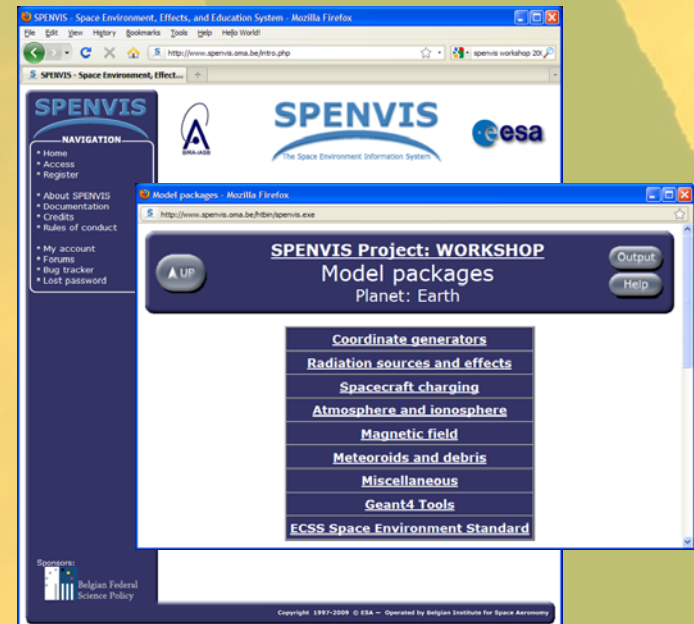 SPENVIS - Space Environment, Effects, and Education System - Mozilla Firefox
File Edit View History Bookmarks Tools Help Hello World!
http://www.spenvis.oma.be/intro.php
spenvis workshop 20
SPENVIS - Space Environment, Effect...
SPENVIS
NAVIGATION
* Home
* Access
* Register
* About SPENVIS
* Documentation
* Credits
* Rules of conduct
* My account
* Forums
* Bug tracker
* Lost password
BIRA-IASB
SPENVIS
The Space Environment Information System
esa
Model packages - Mozilla Firefox
http://www.spenvis.oma.be/htbin/spenvis.exe
UP
SPENVIS Project: WORKSHOP
Model packages
Planet: Earth
Output
Help
Coordinate generators
Radiation sources and effects
Spacecraft charging
Atmosphere and ionosphere
Magnetic field
Meteoroids and debris
Miscellaneous
Geant4 Tools
ECSS Space Environment Standard
Sponsors:
Belgian Federal
Science Policy
Copyright 1997-2009 © ESA — Operated by Belgian Institute for Space Aeronomy